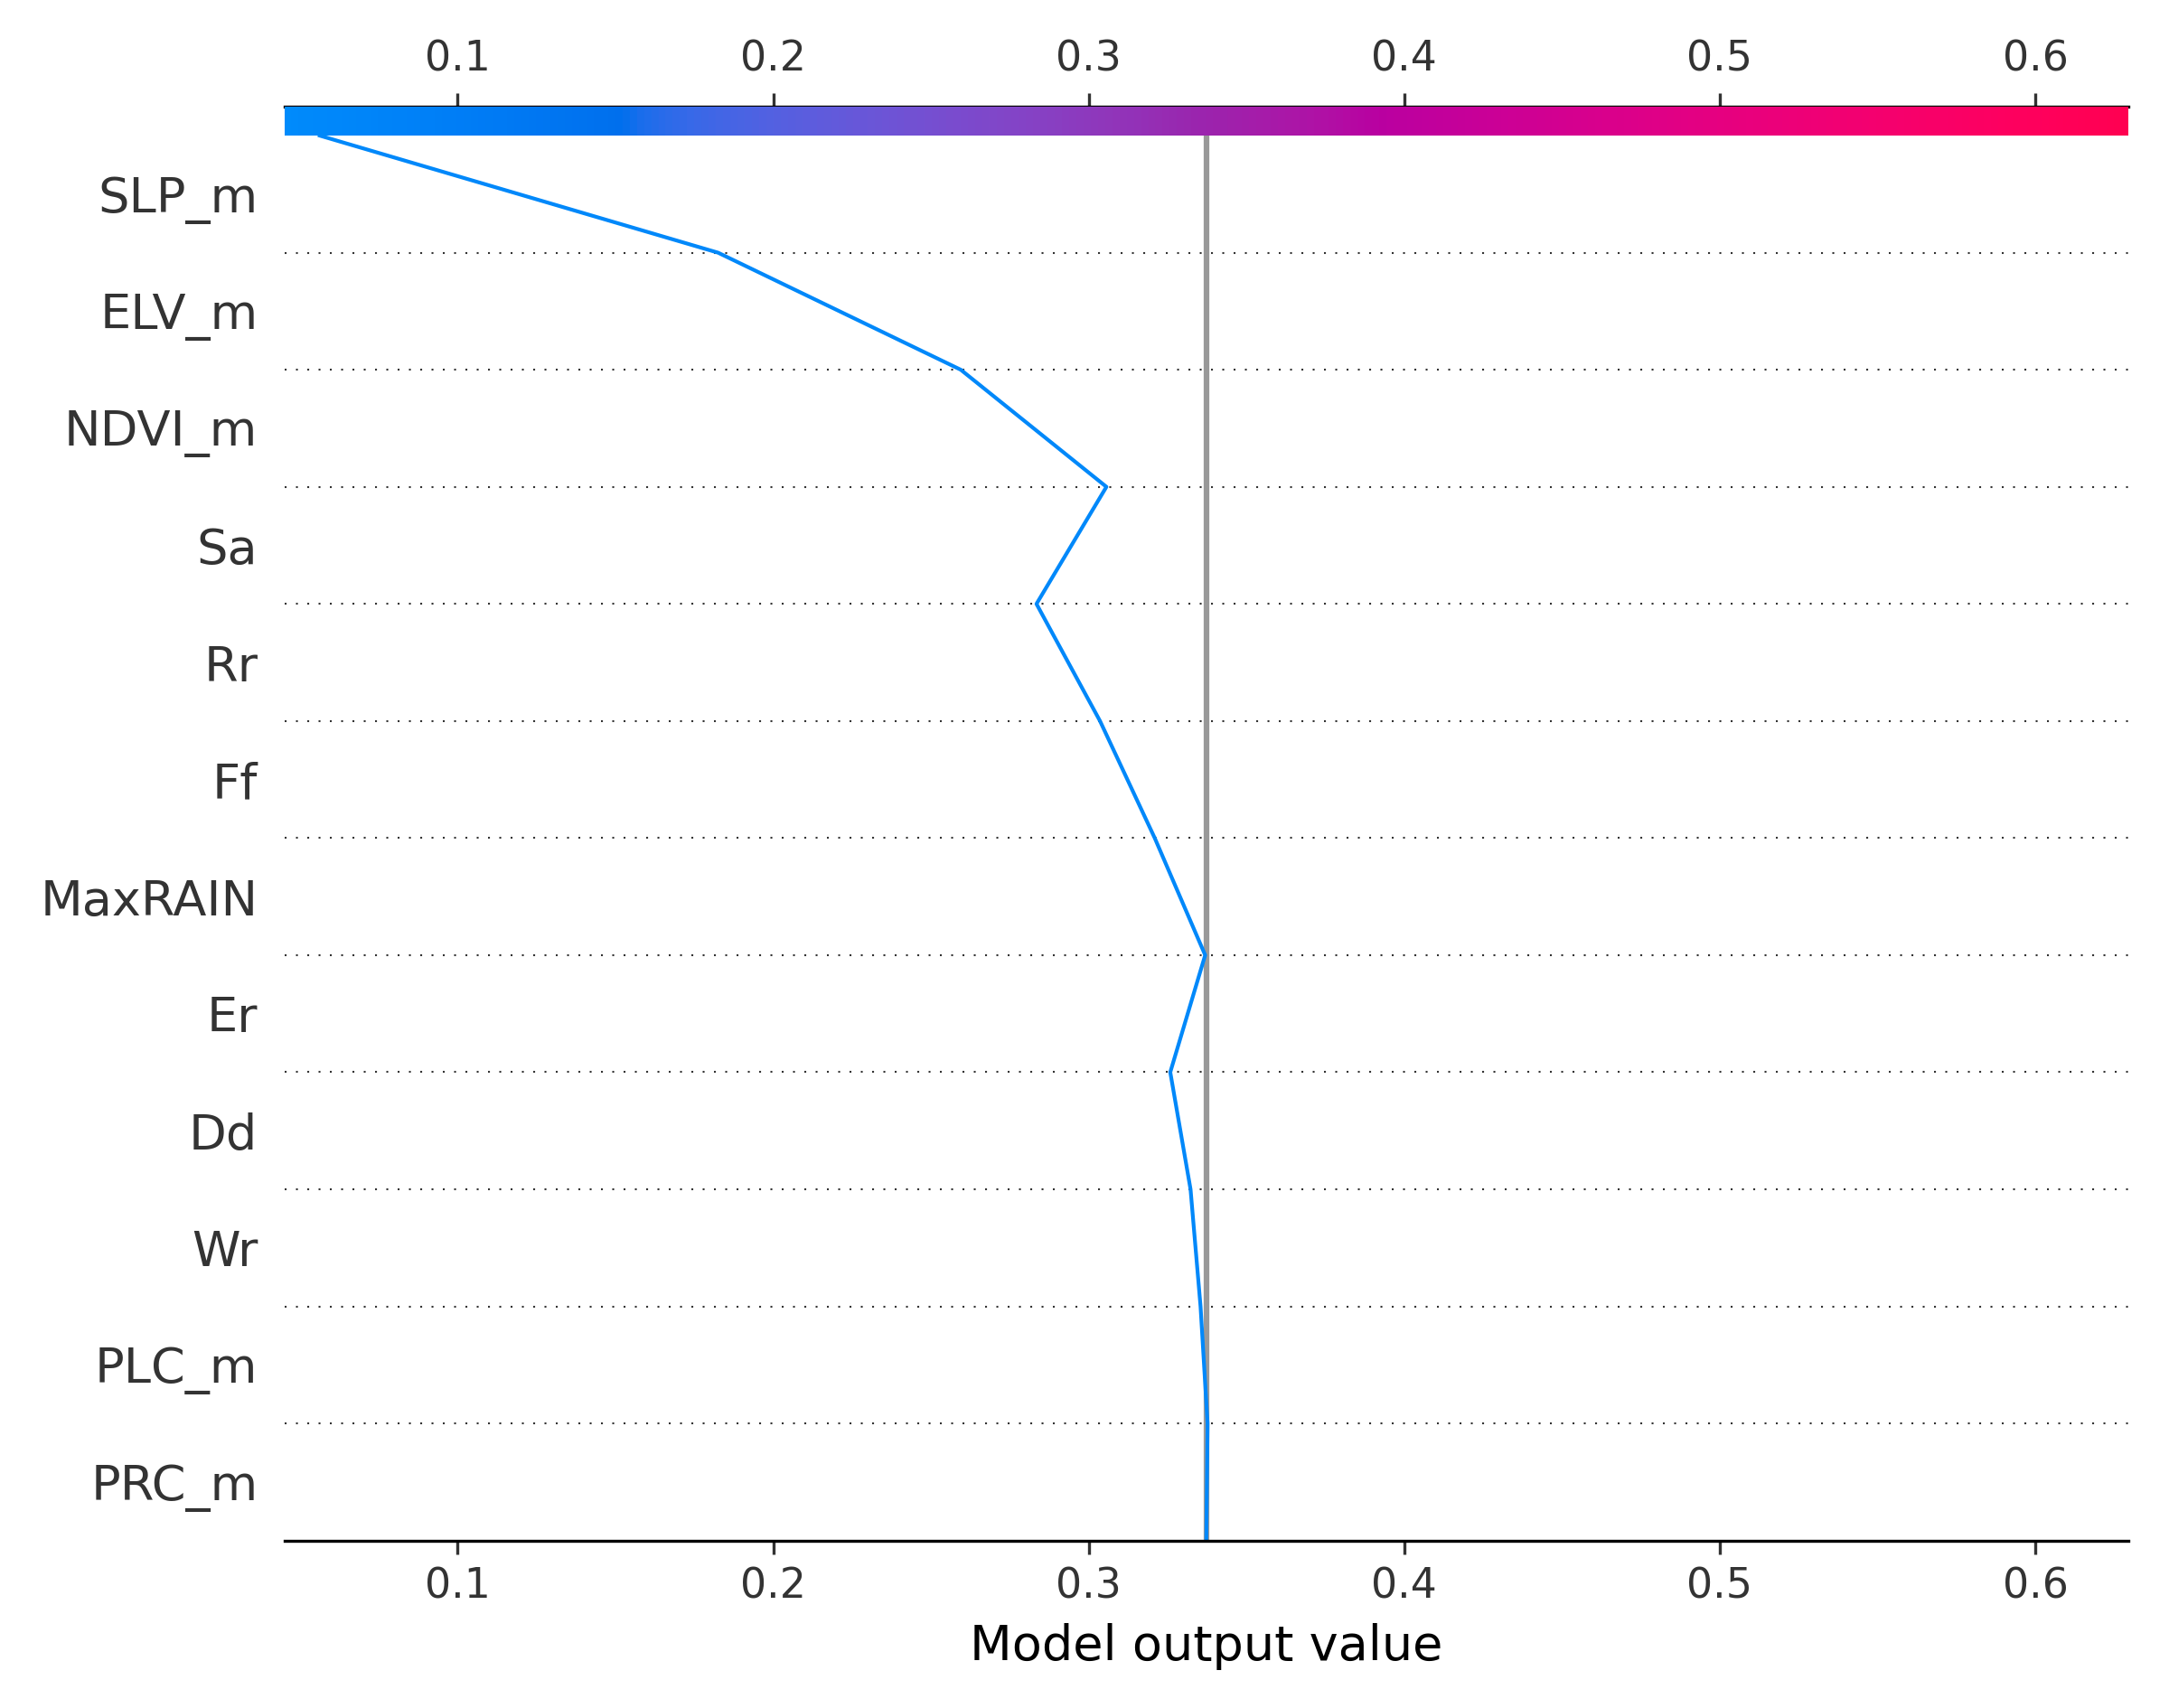 0.1 0.2 0.3 0.4 0.5 0.6
SLP_m
ELV_m
NDVI_m
Sa
Rr
Ff
MaxRAIN
Er
Dd
Wr
PLC_m
PRC_m
0.1 0.2 0.3 0.4 0.5 0.6
Model output value